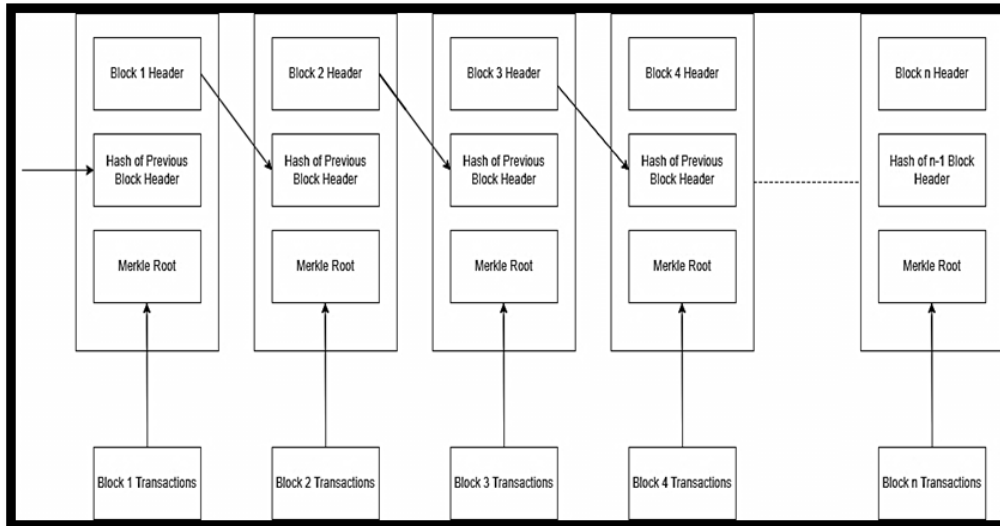 Block 1 Header
Block 2 Header
Block 3 Header
Block 4 Header
Block n Header
Hash of Previous
Block Header
Hash of Previous
Block Header
Hash of Previous
Block Header
Hash of Previous
Block Header
Hash of n-1 Block
Header
Merkle Root
Merkle Root
Merkle Root
Merkle Root
Merkle Root
Block 1 Transactions
Block 2 Transactions
Block 3 Transactions
Block 4 Transactions
Block n Transactions